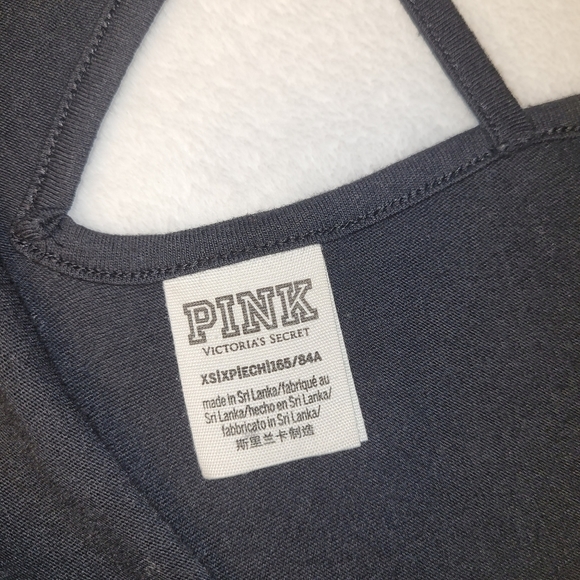 PINK
VICTORIA'S SECRET
XS|XP|ECH|165/84A
made in Sri Lanka/fabriqué au
Sri Lanka/hecho en Sri Lanka/
fabbricato in Sri Lanka/
斯里兰卡制造